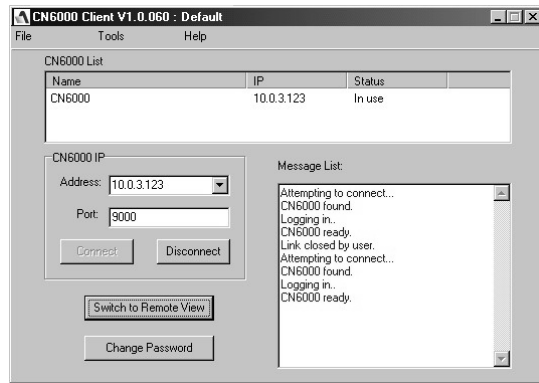 CN6000 Client V1.0.060 : Default
File Tools Help
CN6000 List
Name IP Status
CN6000 10.0.3.123 In use
CN6000 IP
Address: 10.0.3.123
Port: 9000
Connect Disconnect
Switch to Remote View
Change Password
Message List:
Attempting to connect...
CN6000 found.
Logging in..
CN6000 ready.
Link closed by user.
Attempting to connect...
CN6000 found.
Logging in..
CN6000 ready.